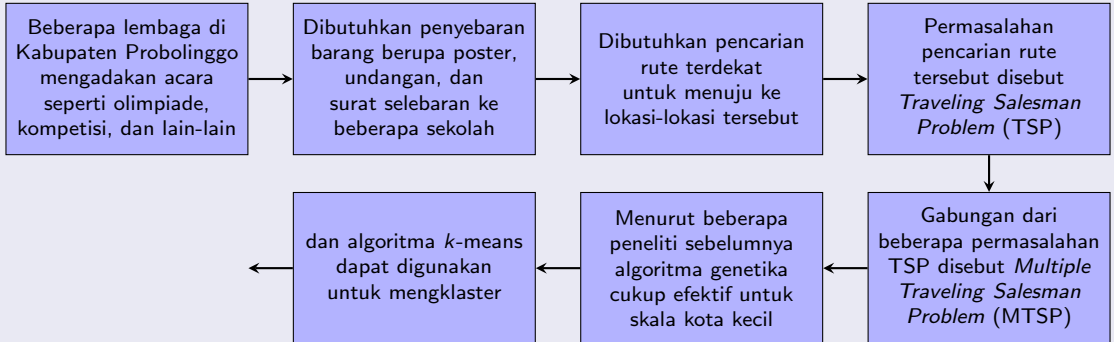 Beberapa lembaga di
Kabupaten Probolinggo
mengadakan acara
seperti olimpiade,
kompetisi, dan lain-lain
Dibutuhkan penyebaran
barang berupa poster,
undangan, dan
surat selebaran ke
beberapa sekolah
Dibutuhkan pencarian
rute terdekat
untuk menuju ke
lokasi-lokasi tersebut
Permasalahan
pencarian rute
tersebut disebut
Traveling Salesman
Problem (TSP)
Gabungan dari
beberapa permasalahan
TSP disebut Multiple
Traveling Salesman
Problem (MTSP)
Menurut beberapa
peneliti sebelumnya
algoritma genetika
cukup efektif untuk
skala kota kecil
dan algoritma k-means
dapat digunakan
untuk mengklaster